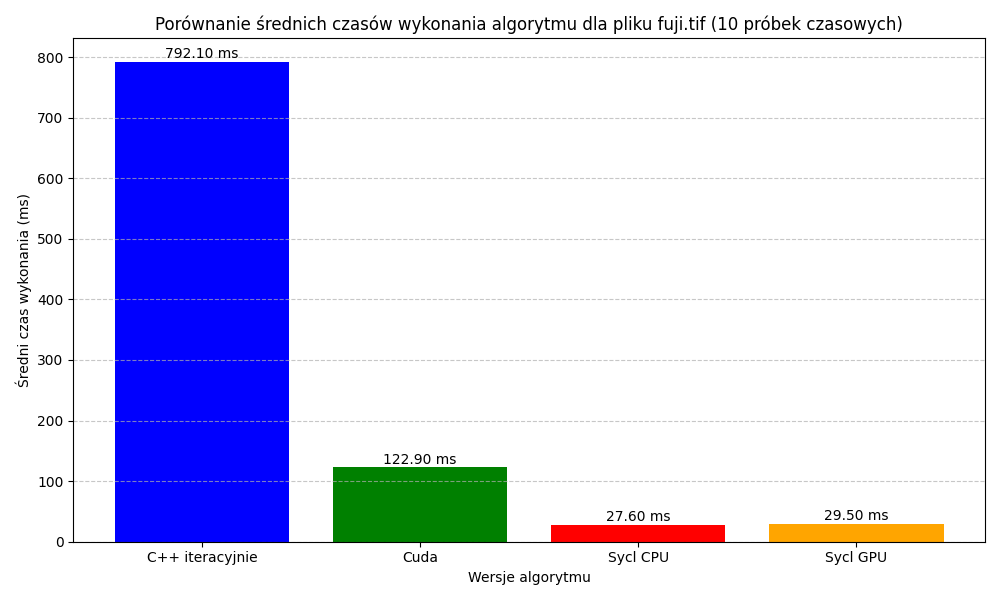 Porównanie średnich czasów wykonania algorytmu dla pliku fuji.tif (10 próbek czasowych)
Średni czas wykonania (ms)
800
700
600
500
400
300
200
100
0
792.10 ms
122.90 ms
27.60 ms
29.50 ms
C++ iteracyjnie
Cuda
Sycl CPU
Sycl GPU
Wersje algorytmu